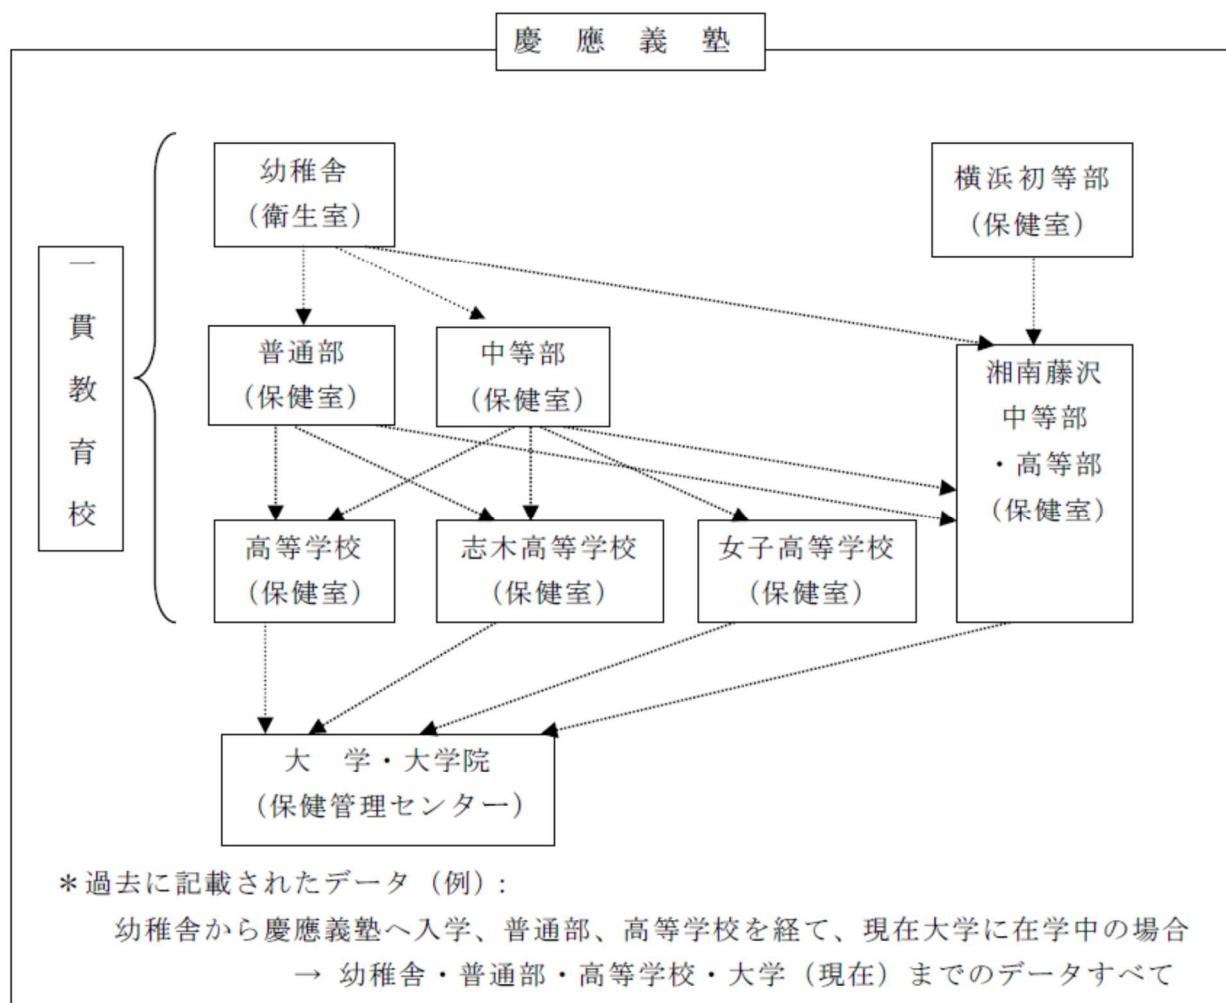 慶 應 義 塾
一貫教育校
幼稚舎
（衛生室）
横浜初等部
（保健室）
普通部
（保健室）
中等部
（保健室）
湘南藤沢
中等部
・高等部
（保健室）
高等学校
（保健室）
志木高等学校
（保健室）
女子高等学校
（保健室）
大　学・大学院
（保健管理センター）
＊過去に記載されたデータ（例）:
幼稚舎から慶應義塾へ入学、普通部、高等学校を経て、現在大学に在学中の場合
→ 幼稚舎・普通部・高等学校・大学（現在）までのデータすべて